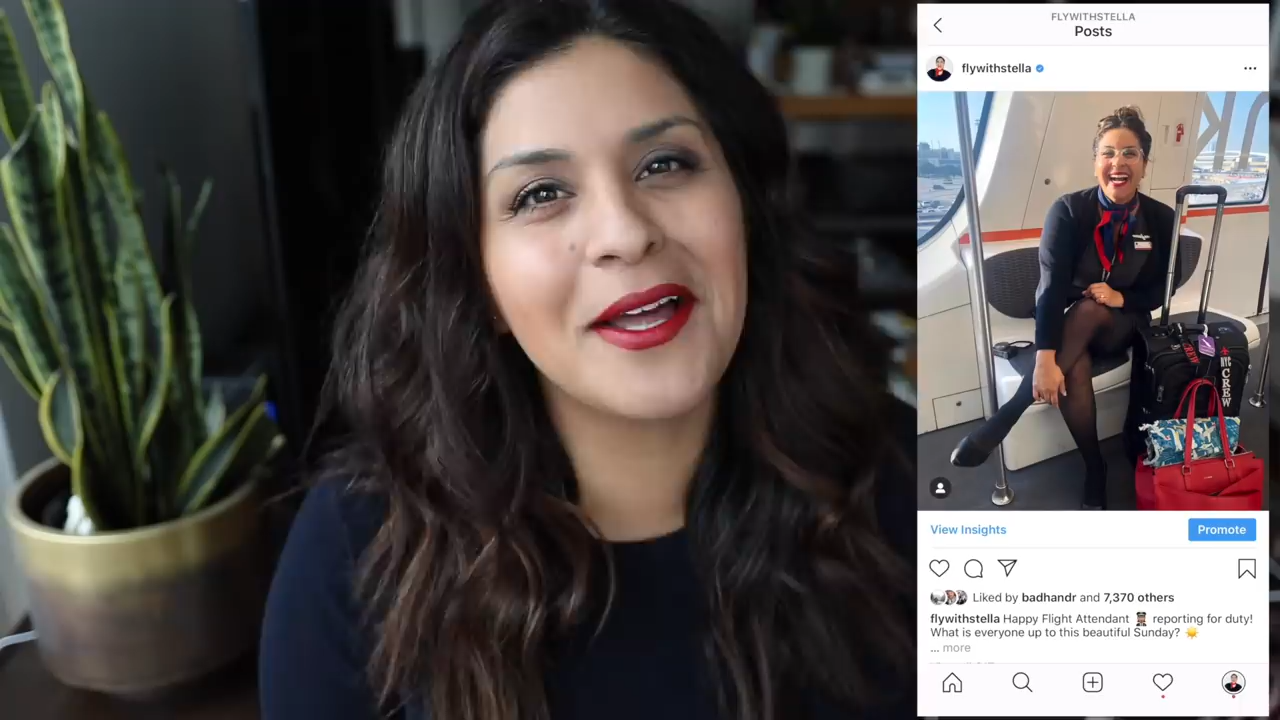 FLYWITHSTELLA
Posts
flywithstella
CREW
NYC
CREW
View Insights
Promote
Liked by badhandr and 7,370 others
flywithstella Happy Flight Attendant reporting for duty!
What is everyone up to this beautiful Sunday?
... more